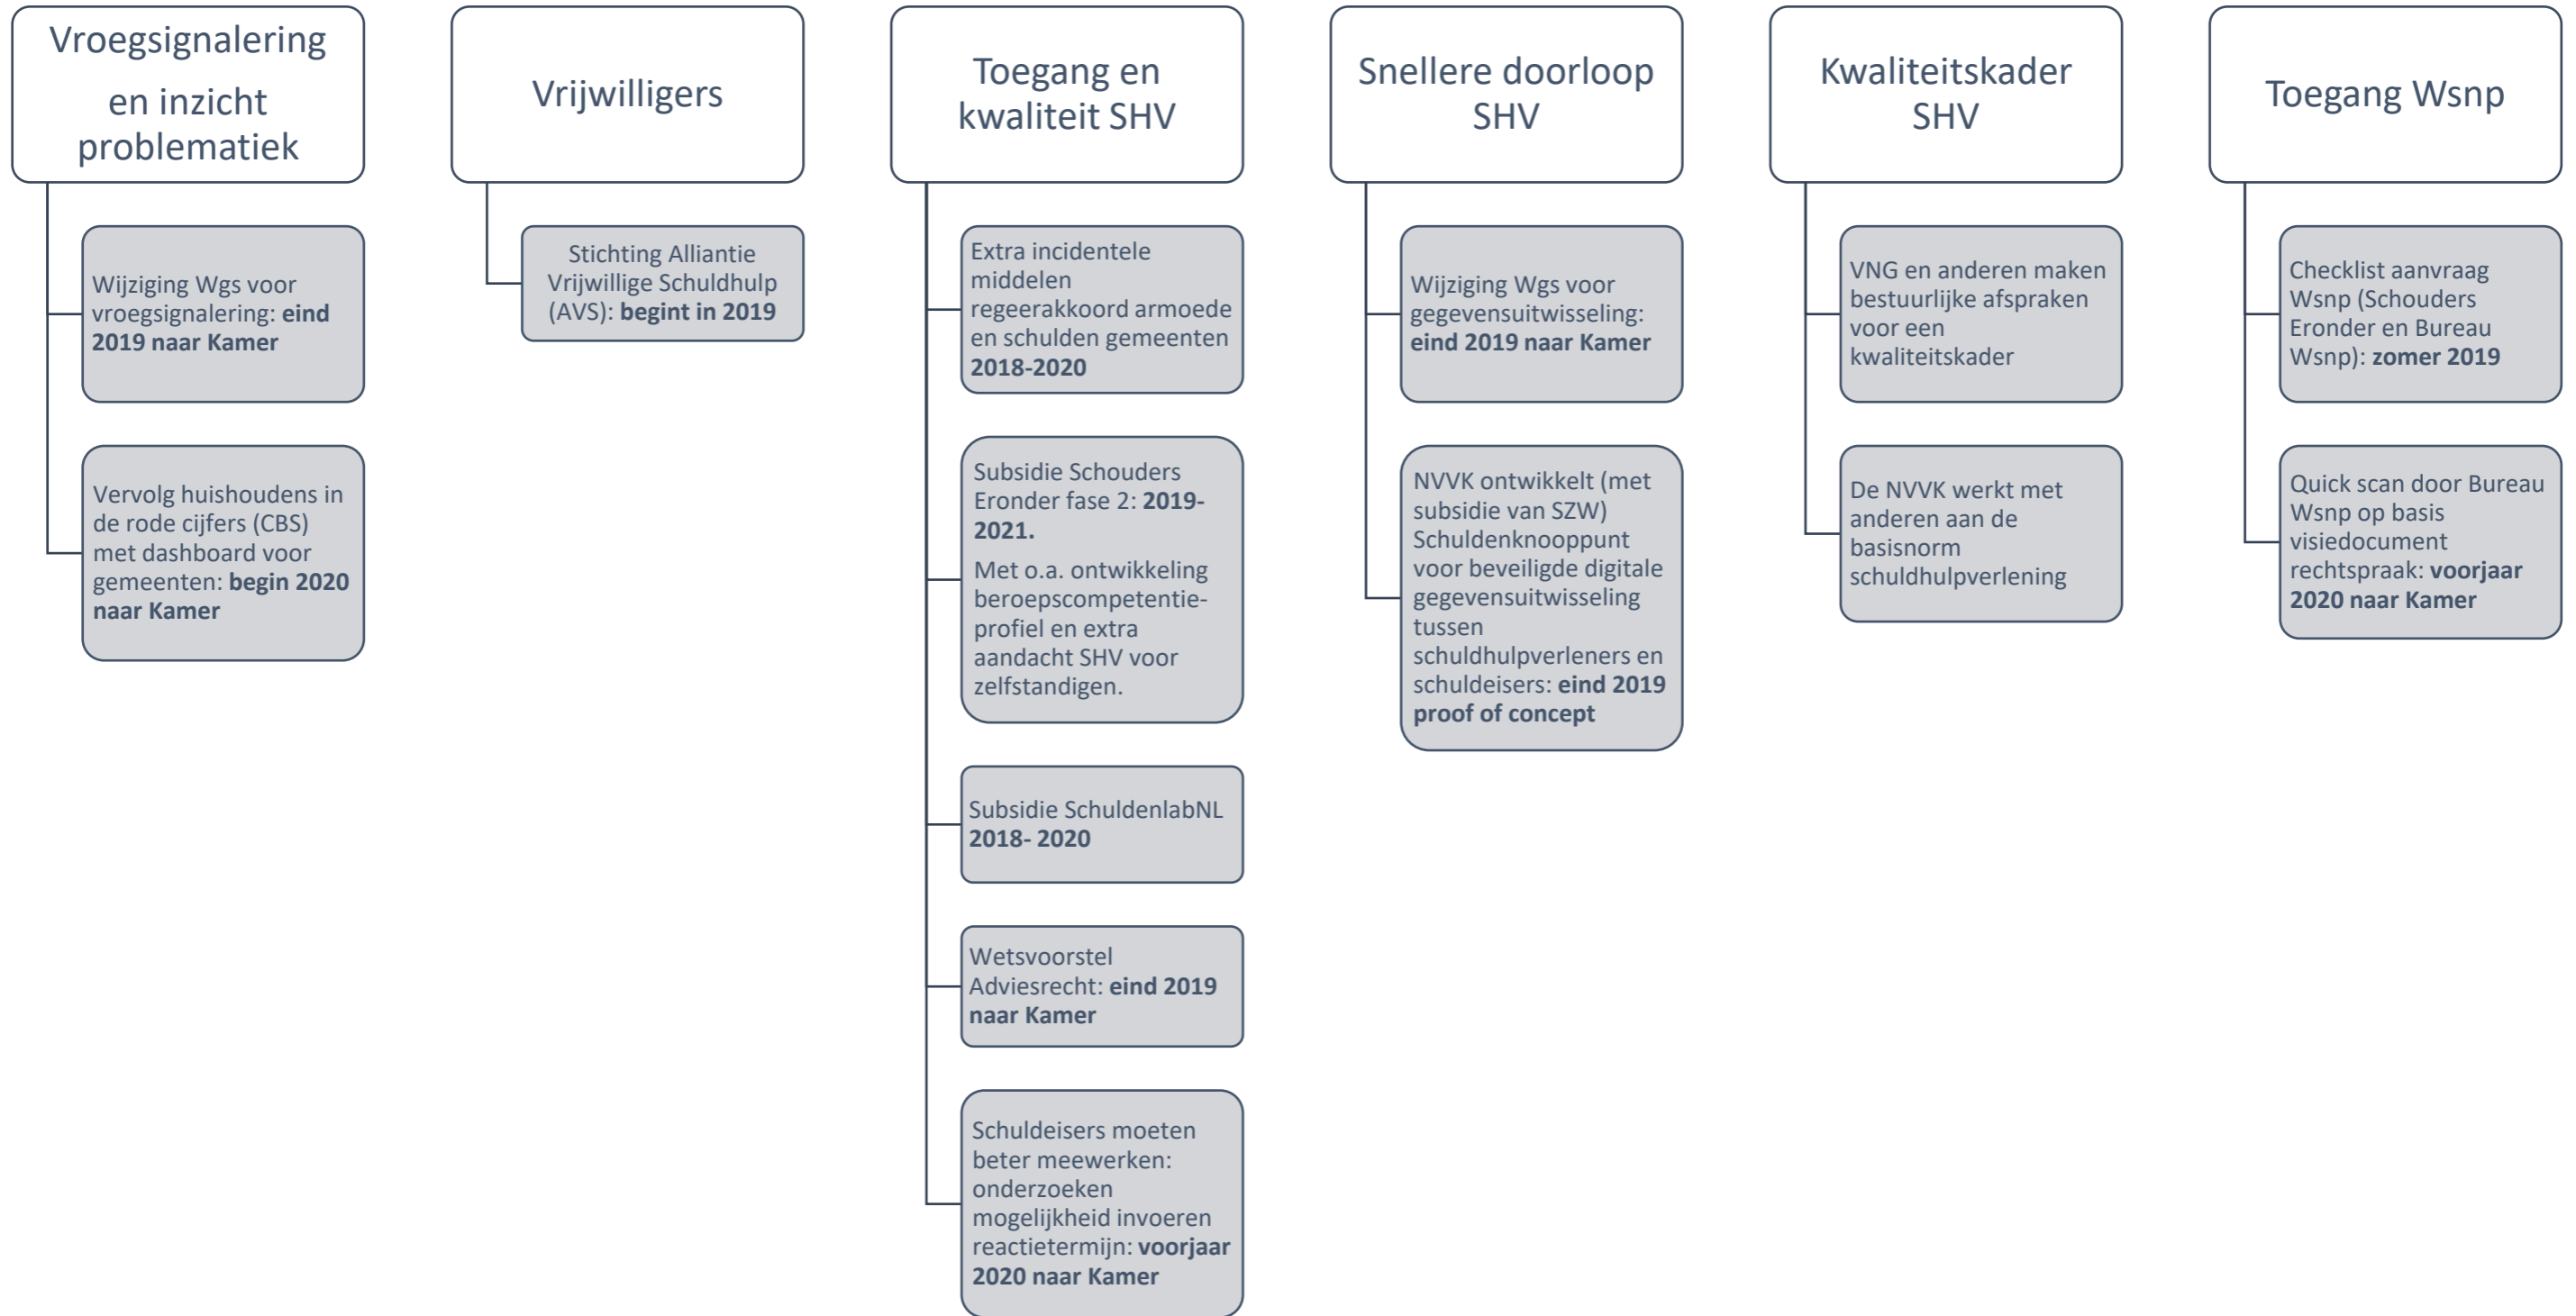 Vroegsignalering
en inzicht
problematiek
Wijziging Wgs voor
vroegsignalering: eind
2019 naar Kamer
Vervolg huishoudens in
de rode cijfers (CBS)
met dashboard voor
gemeenten: begin 2020
naar Kamer
Vrijwilligers
Stichting Alliantie
Vrijwillige Schuldhulp
(AVS): begint in 2019
Toegang en
kwaliteit SHV
Extra incidentele
middelen
regeerakkoord armoede
en schulden gemeenten
2018-2020
Subsidie Schouders
Eronder fase 2: 2019-
2021.
Met o.a. ontwikkeling
beroepscompetentie-
profiel en extra
aandacht SHV voor
zelfstandigen.
Subsidie SchuldenlabNL
2018- 2020
Wetsvoorstel
Adviesrecht: eind 2019
naar Kamer
Schuldeisers moeten
beter meewerken:
onderzoeken
mogelijkheid invoeren
reactietermijn: voorjaar
2020 naar Kamer
Snellere doorloop
SHV
Wijziging Wgs voor
gegevensuitwisseling:
eind 2019 naar Kamer
NVVK ontwikkelt (met
subsidie van SZW)
Schuldenknooppunt
voor beveiligde digitale
gegevensuitwisseling
tussen
schuldhulpverleners en
schuldeisers: eind 2019
proof of concept
Kwaliteitskader
SHV
VNG en anderen maken
bestuurlijke afspraken
voor een
kwaliteitskader
De NVVK werkt met
anderen aan de
basisnorm
schuldhulpverlening
Toegang Wsnp
Checklist aanvraag
Wsnp (Schouders
Eronder en Bureau
Wsnp): zomer 2019
Quick scan door Bureau
Wsnp op basis
visiedocument
rechtspraak: voorjaar
2020 naar Kamer